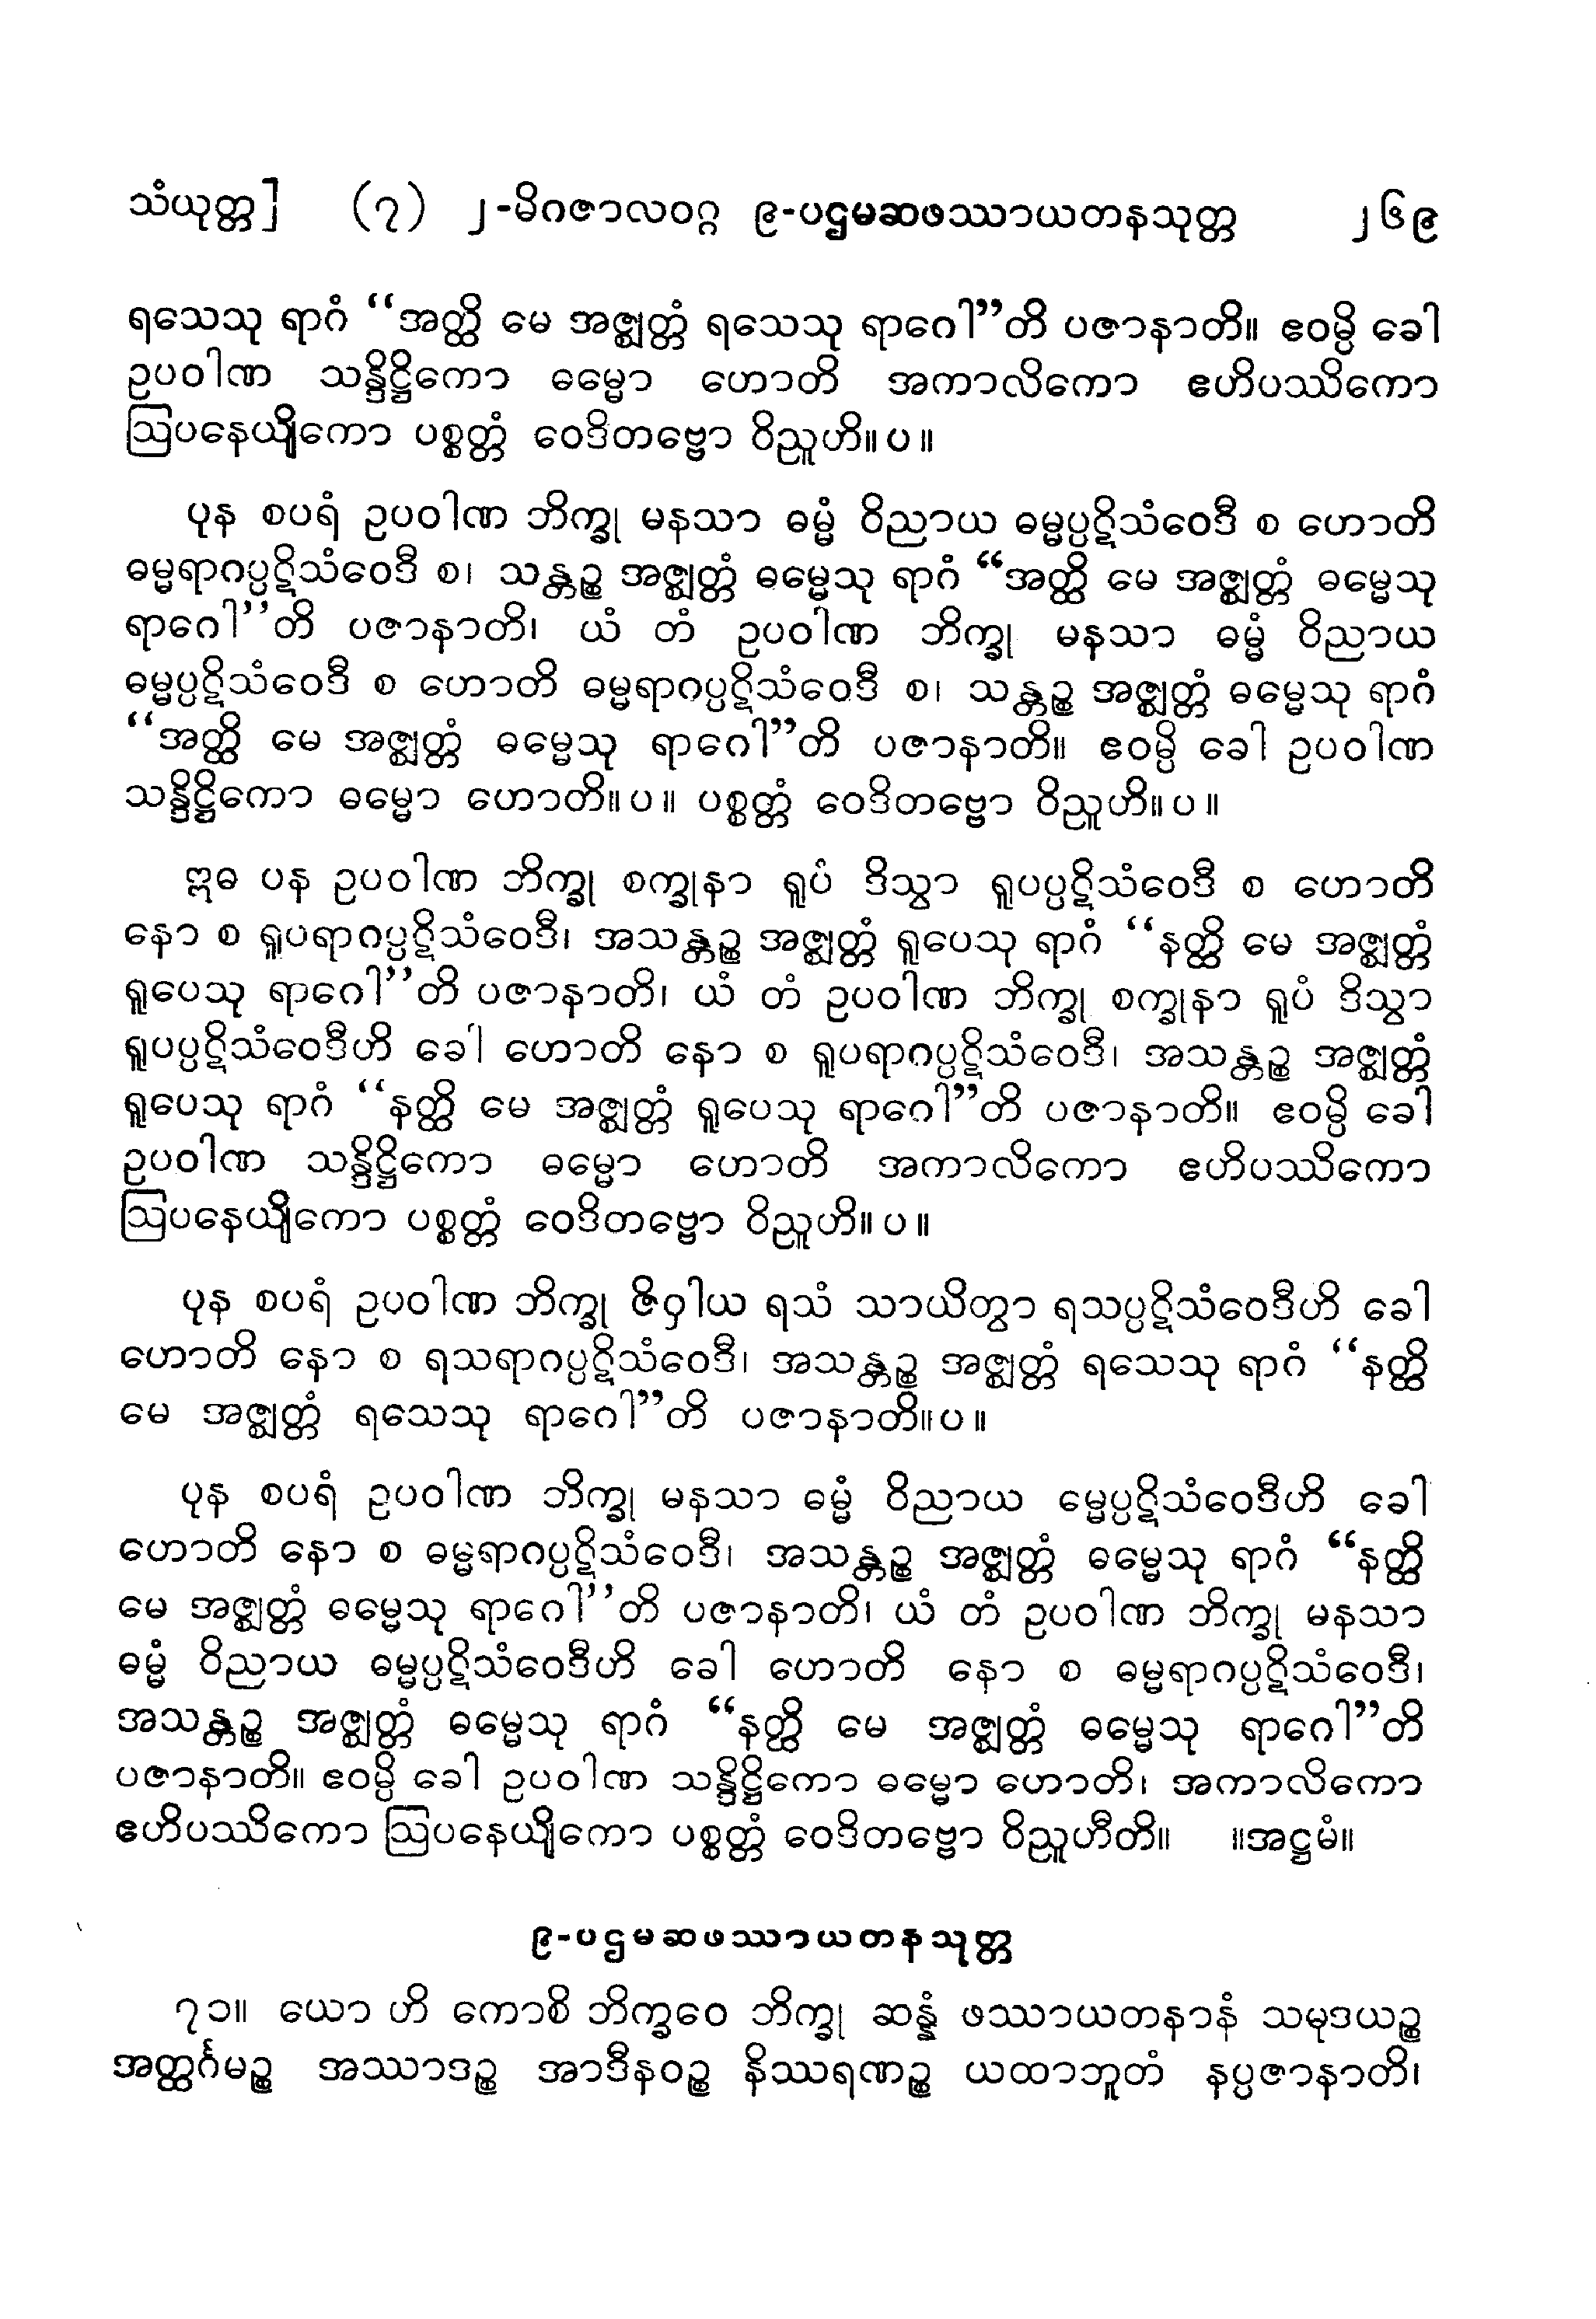 သံယုတ္တ] (၇) ၂-မိဂဇာလဝဂ္ဂ ၉-ပဌမဆဖဿာယတနသုတ္တ ၂၆၉
ရသေသု ရာဂံ “အတ္ထိ မေ အဇ္ဈတ္တံ ရသေသု ရာဂေါ”တိ ပဇာနာတိ။ ဧဝမ္ပိ ခေါ
ဥပဝါဏ သန္ဒိဋ္ဌိကော ဓမ္မော ဟောတိ အကာလိကော ဧဟိပဿိကော
ဩပနေယျိကော ပစ္စတ္တံ ဝေဒိတဗ္ဗော ဝိညူဟိ။ ပ ။
ပုန စပရံ ဥပဝါဏ ဘိက္ခု မနသာ ဓမ္မံ ဝိညာယ ဓမ္မပ္ပဋိသံဝေဒီ စ ဟောတိ
ဓမ္မရာဂပ္ပဋိသံဝေဒီ စ၊ သန္တဉ္စ အဇ္ဈတ္တံ ဓမ္မေသု ရာဂံ “အတ္ထိ မေ အဇ္ဈတ္တံ ဓမ္မေသု
ရာဂေါ”တိ ပဇာနာတိ၊ ယံ တံ ဥပဝါဏ ဘိက္ခု မနသာ ဓမ္မံ ဝိညာယ
ဓမ္မပ္ပဋိသံဝေဒီ စ ဟောတိ ဓမ္မရာဂပ္ပဋိသံဝေဒီ စ၊ သန္တဉ္စ အဇ္ဈတ္တံ ဓမ္မေသု ရာဂံ
“အတ္ထိ မေ အဇ္ဈတ္တံ ဓမ္မေသု ရာဂေါ”တိ ပဇာနာတိ။ ဧဝမ္ပိ ခေါ ဥပဝါဏ
သန္ဒိဋ္ဌိကော ဓမ္မော ဟောတိ။ ပ ။ ပစ္စတ္တံ ဝေဒိတဗ္ဗော ဝိညူဟိ။ ပ ။
ဣဓ ပန ဥပဝါဏ ဘိက္ခု စက္ခုနာ ရူပံ ဒိသွာ ရူပပ္ပဋိသံဝေဒီ စ ဟောတိ
နော စ ရူပရာဂပ္ပဋိသံဝေဒီ၊ အသန္တဉ္စ အဇ္ဈတ္တံ ရူပေသု ရာဂံ “နတ္ထိ မေ အဇ္ဈတ္တံ
ရူပေသု ရာဂေါ”တိ ပဇာနာတိ၊ ယံ တံ ဥပဝါဏ ဘိက္ခု စက္ခုနာ ရူပံ ဒိသွာ
ရူပပ္ပဋိသံဝေဒီဟိ ခေါ ဟောတိ နော စ ရူပရာဂပ္ပဋိသံဝေဒီ၊ အသန္တဉ္စ အဇ္ဈတ္တံ
ရူပေသု ရာဂံ “နတ္ထိ မေ အဇ္ဈတ္တံ ရူပေသု ရာဂေါ”တိ ပဇာနာတိ။ ဧဝမ္ပိ ခေါ
ဥပဝါဏ သန္ဒိဋ္ဌိကော ဓမ္မော ဟောတိ အကာလိကော ဧဟိပဿိကော
ဩပနေယျိကော ပစ္စတ္တံ ဝေဒိတဗ္ဗော ဝိညူဟိ။ ပ ။
ပုန စပရံ ဥပဝါဏ ဘိက္ခု ဇိဝှါယ ရသံ သာယိတွာ ရသပ္ပဋိသံဝေဒီဟိ ခေါ
ဟောတိ နော စ ရသရာဂပ္ပဋိသံဝေဒီ၊ အသန္တဉ္စ အဇ္ဈတ္တံ ရသေသု ရာဂံ “နတ္ထိ
မေ အဇ္ဈတ္တံ ရသေသု ရာဂေါ”တိ ပဇာနာတိ။ ပ ။
ပုန စပရံ ဥပဝါဏ ဘိက္ခု မနသာ ဓမ္မံ ဝိညာယ မ္မေပ္ပဋိသံဝေဒီဟိ ခေါ
ဟောတိ နော စ ဓမ္မရာဂပ္ပဋိသံဝေဒီ၊ အသန္တဉ္စ အဇ္ဈတ္တံ ဓမ္မေသု ရာဂံ “နတ္ထိ
မေ အဇ္ဈတ္တံ ဓမ္မေသု ရာဂေါ”တိ ပဇာနာတိ၊ ယံ တံ ဥပဝါဏ ဘိက္ခု မနသာ
ဓမ္မံ ဝိညာယ ဓမ္မပ္ပဋိသံဝေဒီဟိ ခေါ ဟောတိ နော စ ဓမ္မရာဂပ္ပဋိသံဝေဒီ၊
အသန္တဉ္စ အဇ္ဈတ္တံ ဓမ္မေသု ရာဂံ “နတ္ထိ မေ အဇ္ဈတ္တံ ဓမ္မေသု ရာဂေါ”တိ
ပဇာနာတိ။ ဧဝမ္ပိ ခေါ ဥပဝါဏ သန္ဒိဋ္ဌိကော ဓမ္မော ဟောတိ၊ အကာလိကော
ဧဟိပဿိကော ဩပနေယျိကော ပစ္စတ္တံ ဝေဒိတဗ္ဗော ဝိညူဟီတိ။ ။အဋ္ဌမံ။
၉-ပဌမဆဖဿာယတနသုတ္တ
၇၁။ ယော ဟိ ကောစိ ဘိက္ခဝေ ဘိက္ခု ဆန္နံ ဖဿာယတနာနံ သမုဒယဉ္စ
အတ္ထင်္ဂမဉ္စ အဿာဒဉ္စ အာဒီနဝဉ္စ နိဿရဏဉ္စ ယထာဘူတံ နပ္ပဇာနာတိ၊